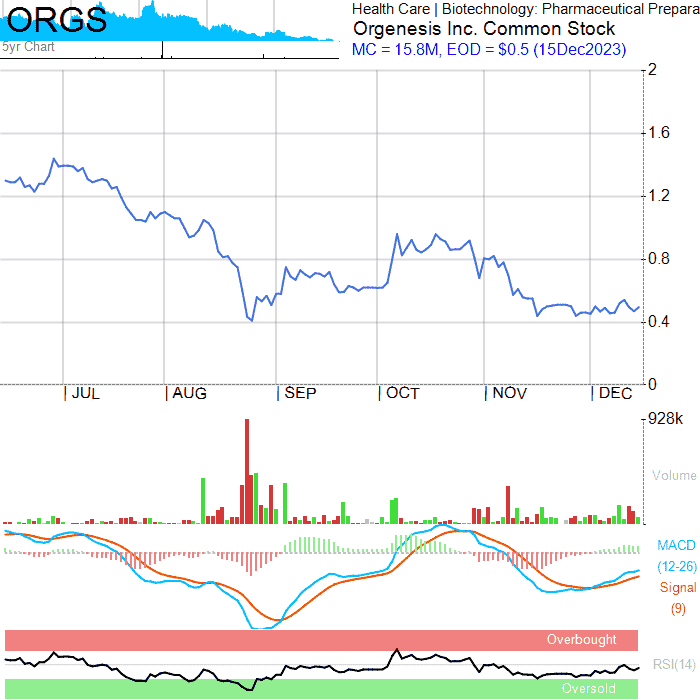 ORGS
5yr Chart
Health Care | Biotechnology: Pharmaceutical Prepara
Orgenesis Inc. Common Stock
MC = 15.8M, EOD = $0.5 (15Dec2023)
2
1.6
1.2
0.8
0.4
0
JUL AUG SEP OCT NOV DEC
928k
Volume
MACD
(12-26)
Signal
(9)
Overbought
RSI(14)
Oversold